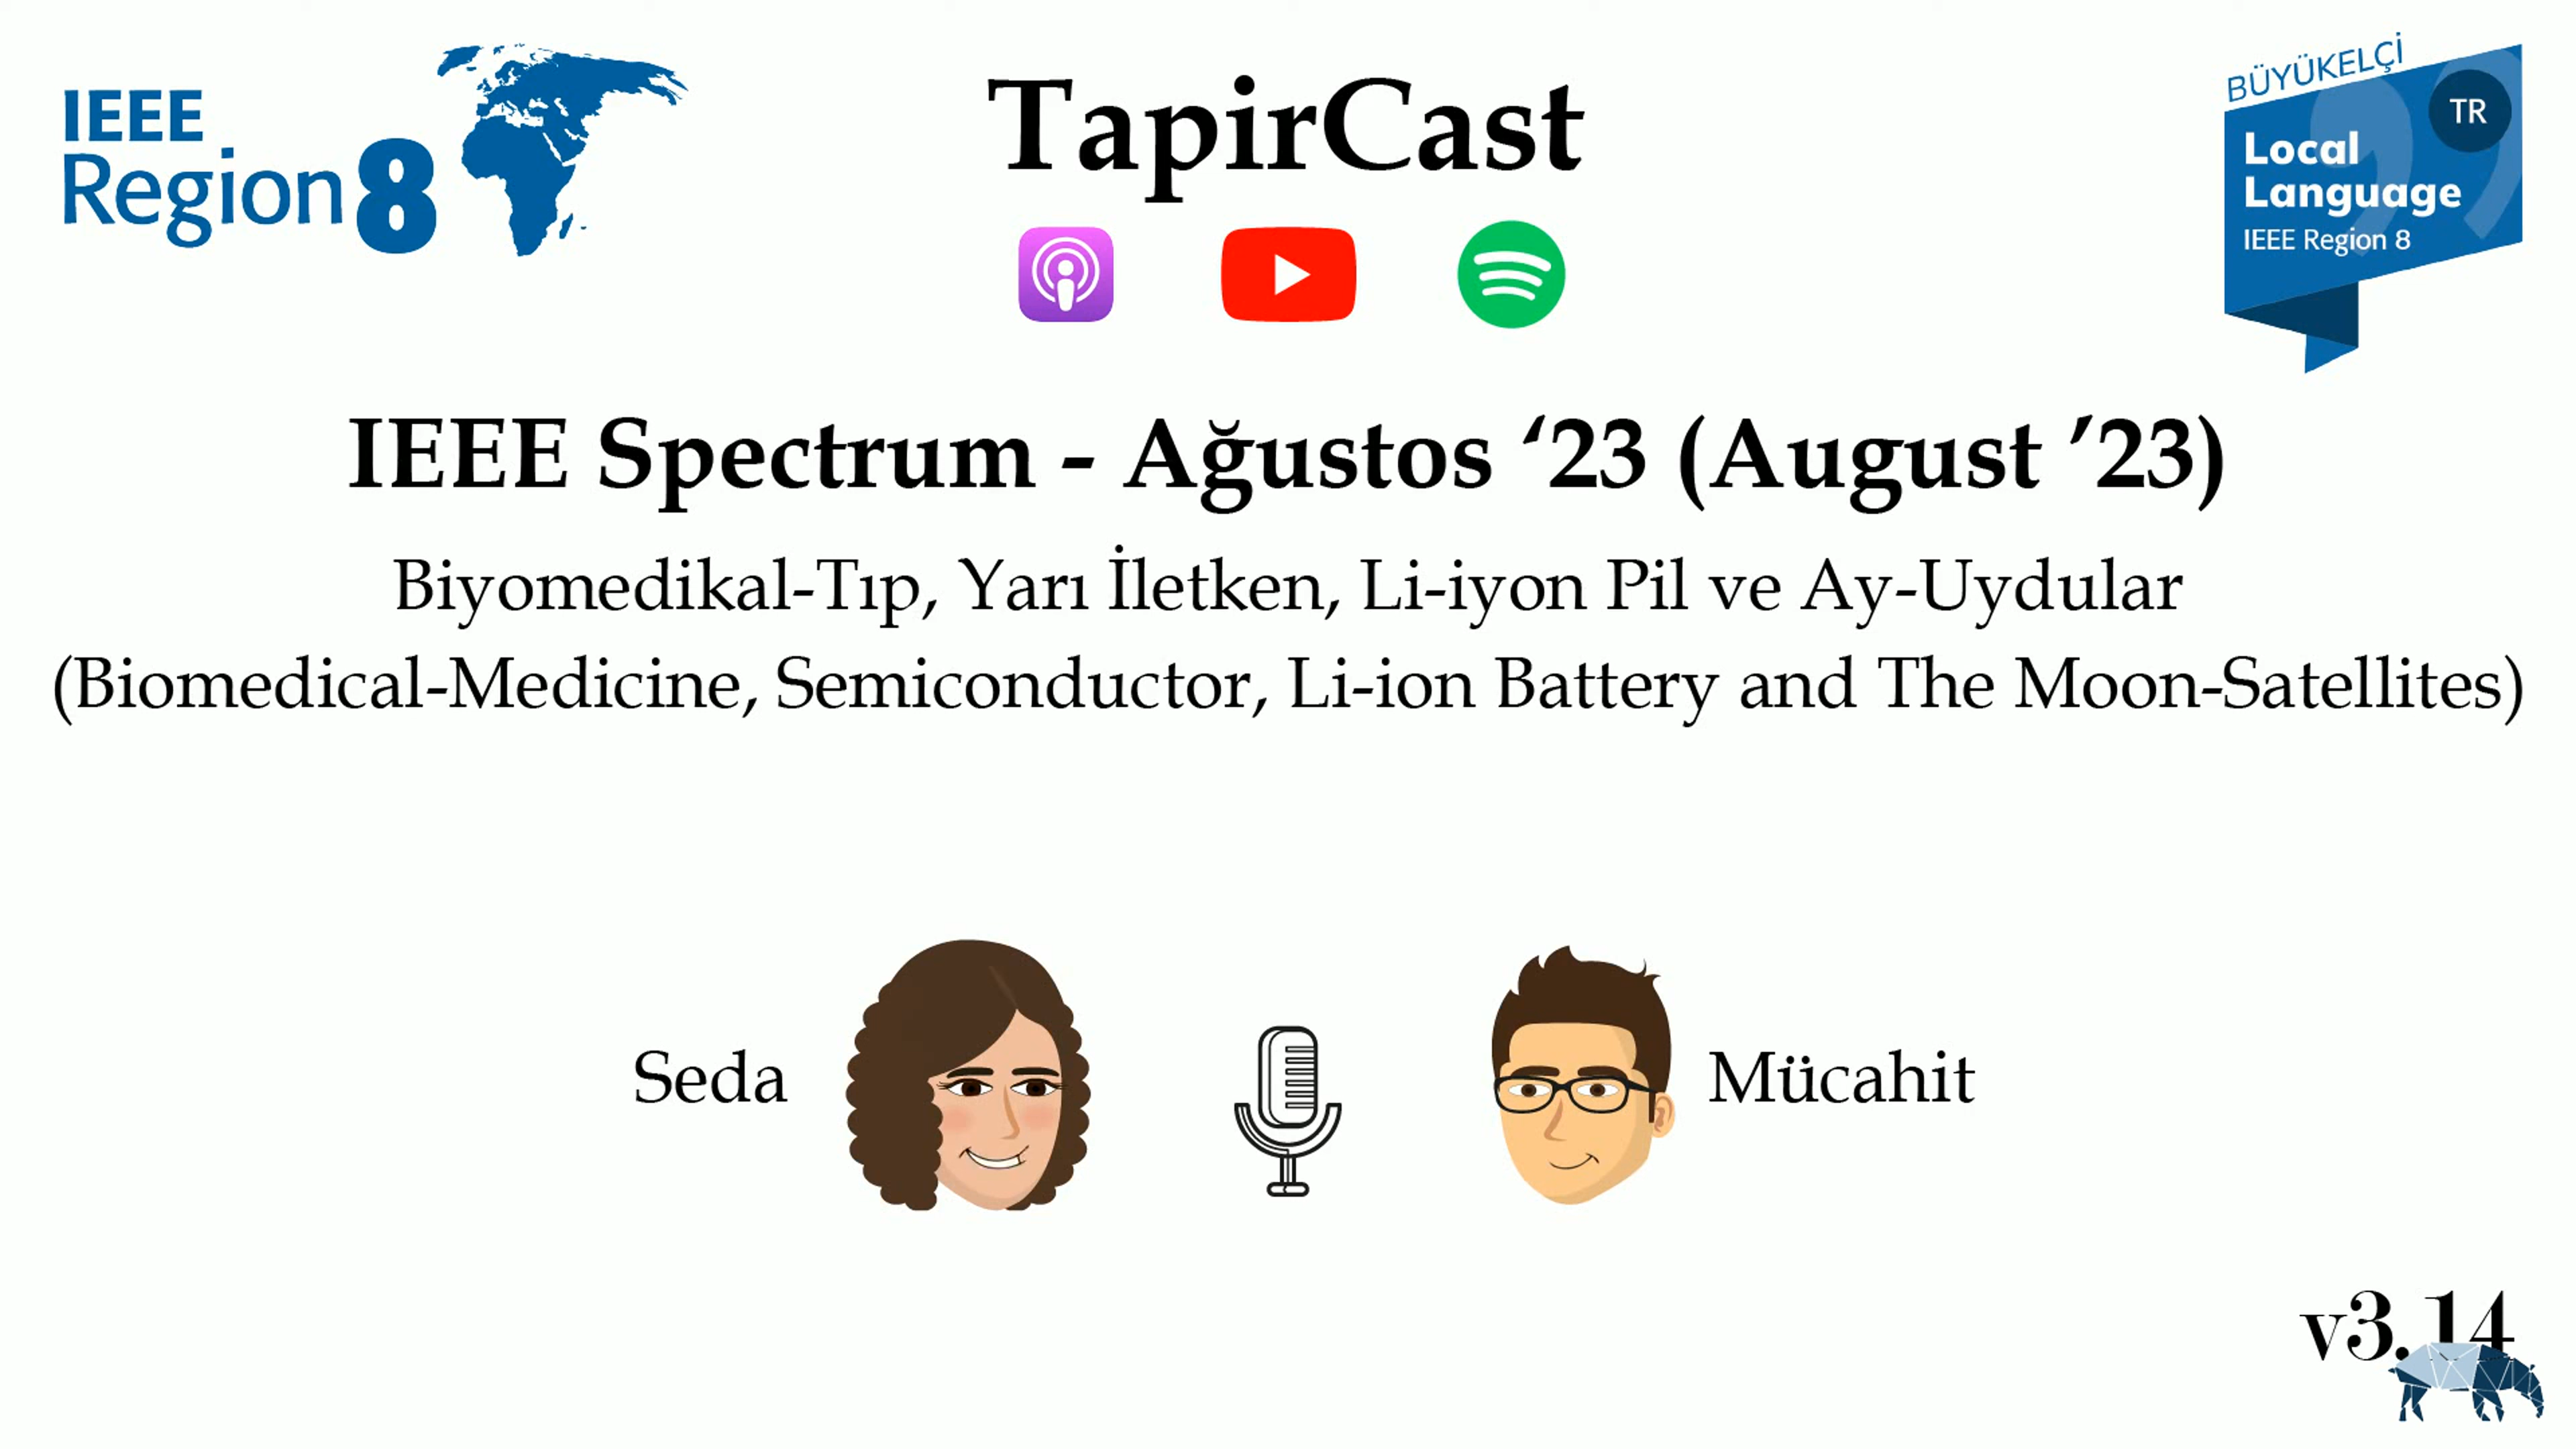 IEEE
Region 8
TapirCast
BÜYÜKELÇİ
TR
Local
Language
IEEE Region 8
IEEE Spectrum - Ağustos ‘23 (August ’23)
Biyomedikal-Tıp, Yarı İletken, Li-iyon Pil ve Ay-Uydular
(Biomedical-Medicine, Semiconductor, Li-ion Battery and The Moon-Satellites)
Seda
Mücahit
v3.14